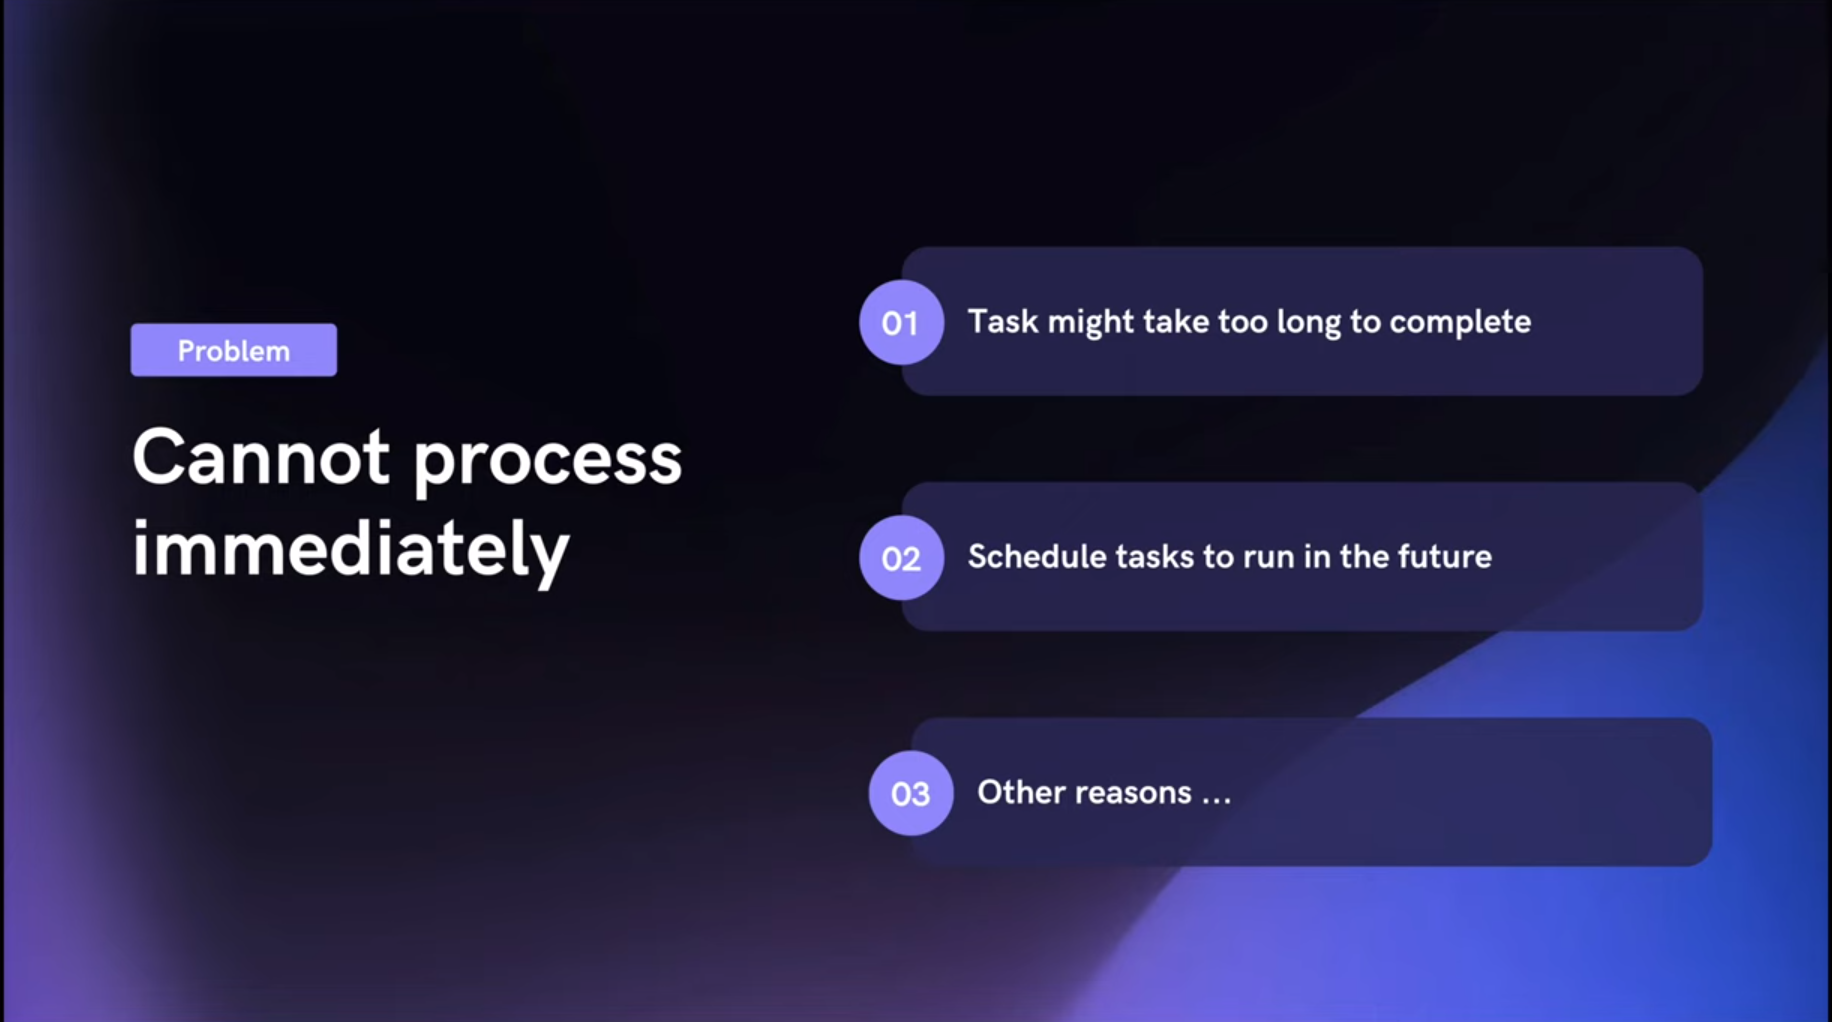 Problem
Cannot process
immediately
01
Task might take too long to complete
02
Schedule tasks to run in the future
03
Other reasons ...